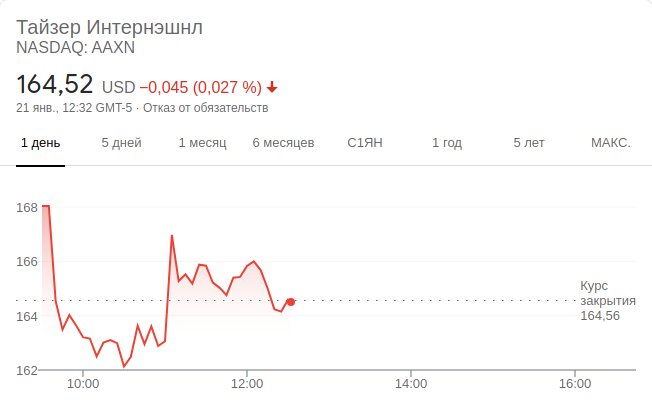 Тайзер Интернэшнл
NASDAQ: AAXN
164,52 USD −0,045 (0,027 %)
21 янв., 12:32 GMT-5 · Отказ от обязательств
1 день 5 дней 1 месяц 6 месяцев С1ЯН 1 год 5 лет МАКС.
168
166
164
162
Курс
закрытия
164,56
10:00 12:00 14:00 16:00